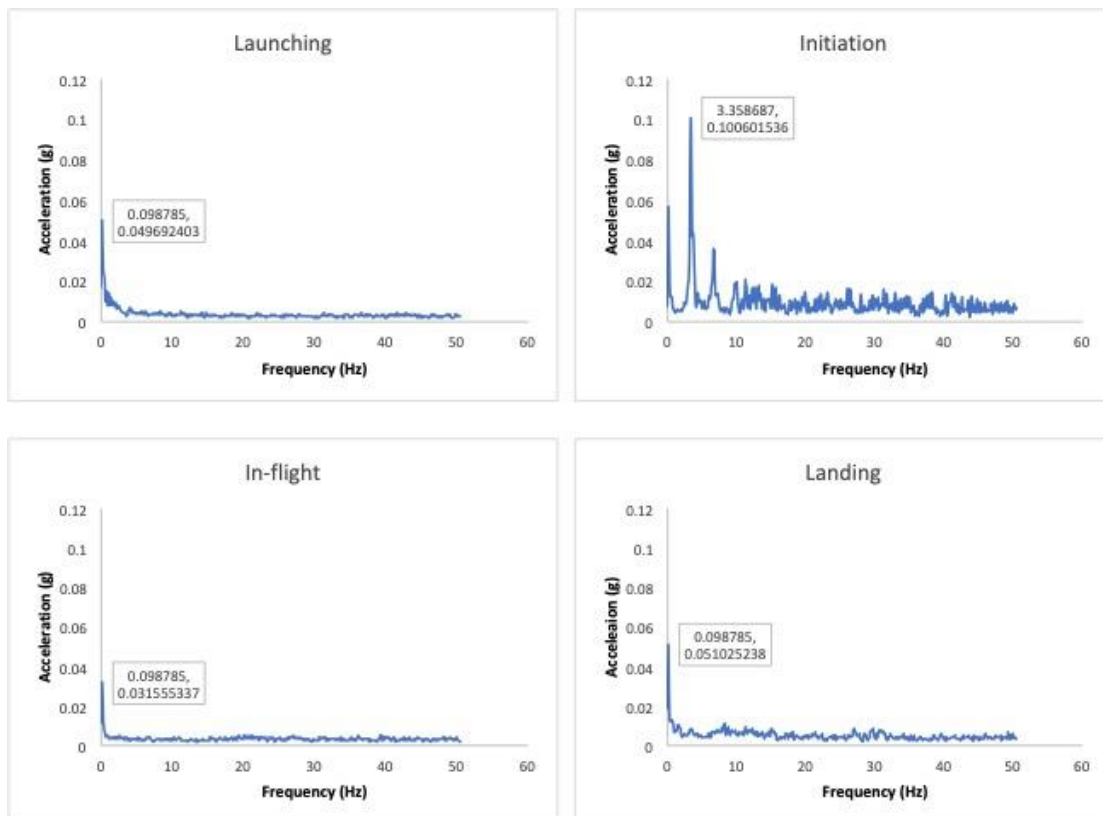 Launching
0.12
0.1
0.08
0.06
0.04
0.02
0
Acceleration (g)
0.098785,
0.049692403
0 10 20 30 40 50 60
Frequency (Hz)
Initiation
0.12
0.1
0.08
0.06
0.04
0.02
0
Acceleration (g)
3.358687,
0.100601536
0 10 20 30 40 50 60
Frequency (Hz)
In-flight
0.12
0.1
0.08
0.06
0.04
0.02
0
Acceleration (g)
0.098785,
0.031555337
0 10 20 30 40 50 60
Frequency (Hz)
Landing
0.12
0.1
0.08
0.06
0.04
0.02
0
Acceleaion (g)
0.098785,
0.051025238
0 10 20 30 40 50 60
Frequency (Hz)